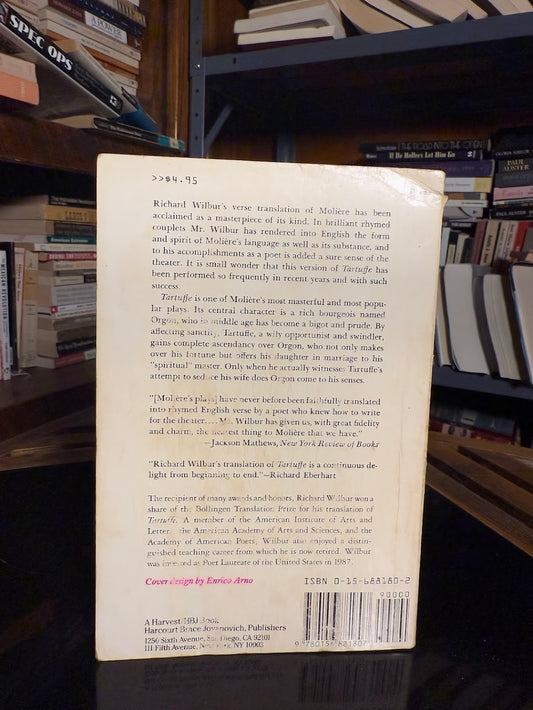 SPEC OPS
If He Hollers Let Him Go
PAUL AUSTER
>>$4.95
Richard Wilbur's verse translation of Molière has been
acclaimed as a masterpiece of its kind. In brilliant rhymed
couplets Mr. Wilbur has rendered into English the form
and spirit of Molière's language as well as its substance, and
to his accomplishments as a poet is added a sure sense of the
theater. It is small wonder that this version of Tartuffe has
been performed so frequently in recent years and with such
success.
Tartuffe is one of Molière's most masterful and most popu-
lar plays. Its central character is a rich bourgeois named
Orgon, who in middle age has become a bigot and prude. By
affecting sanctity, Tartuffe, a wily opportunist and swindler,
gains complete ascendancy over Orgon, who not only makes
over his fortune but offers his daughter in marriage to his
"spiritual" master. Only when he actually witnesses Tartuffe's
attempt to seduce his wife does Orgon come to his senses.
"[Molière's plays] have never before been faithfully translated
into rhymed English verse by a poet who knew how to write
for the theater. . . . Mr. Wilbur has given us, with great fidelity
and charm, the nearest thing to Molière that we have."
—Jackson Mathews, New York Review of Books
"Richard Wilbur's translation of Tartuffe is a continuous de-
light from beginning to end."—Richard Eberhart
The recipient of many awards and honors, Richard Wilbur won a
share of the Bollingen Translation Prize for his translation of
Tartuffe. A member of the American Institute of Arts and
Letters, the American Academy of Arts and Sciences, and the
Academy of American Poets, Wilbur also enjoyed a distin-
guished teaching career from which he is now retired. Wilbur
was invested as Poet Laureate of the United States in 1987.
Cover design by Enrico Arno
ISBN 0-15-688180-2
90000
A Harvest/HBJ Book
Harcourt Brace Jovanovich, Publishers
1256 Sixth Avenue, San Diego, CA 92101
111 Fifth Avenue, New York, NY 10003
9 780156 881807